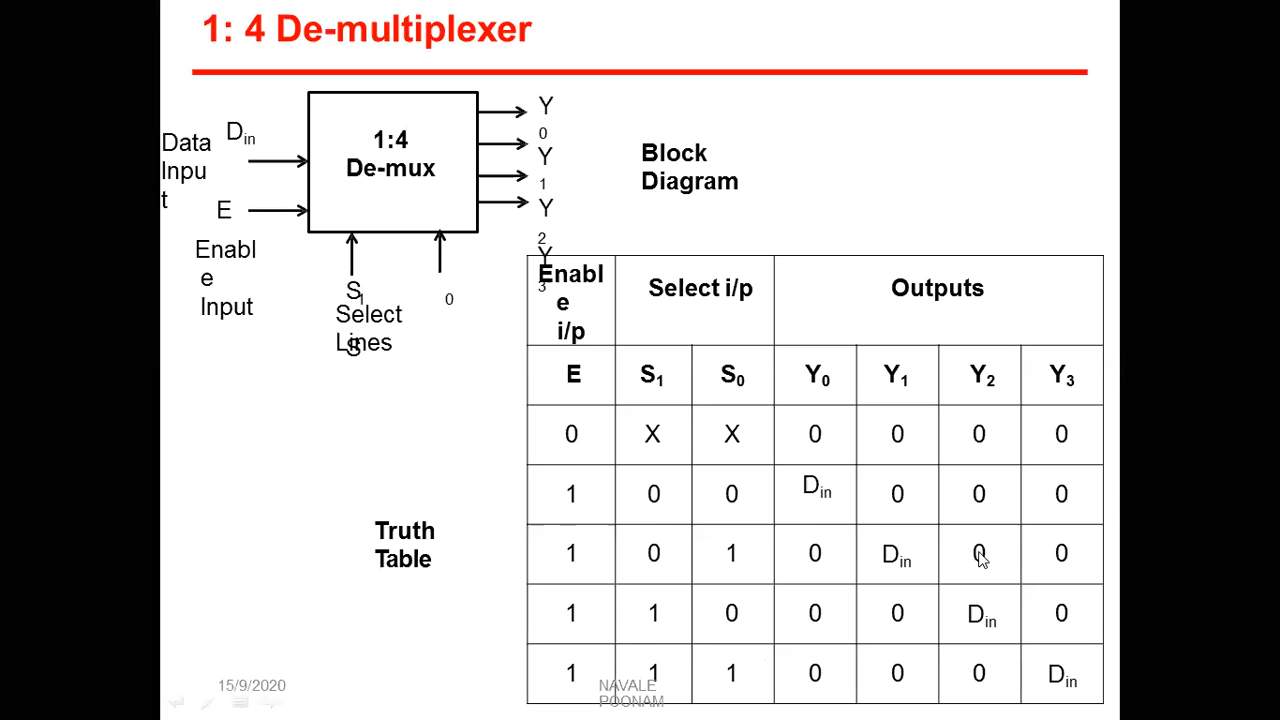 1: 4 De-multiplexer
Data
Inpu
t
Din
E
Enabl
e
Input
1:4
De-mux
Y
0
Y
1
Y
2
Y
3
S1
0
Select
Lines
S
Block
Diagram
Truth
Table
Enabl
e
i/p
Select i/p
Outputs
E S1 S0 Y0 Y1 Y2 Y3
0 X X 0 0 0 0
1 0 0 Din 0 0 0
1 0 1 0 Din 0 0
1 1 0 0 0 Din 0
1 1 1 0 0 0 Din
15/9/2020
NAVALE
POONAM